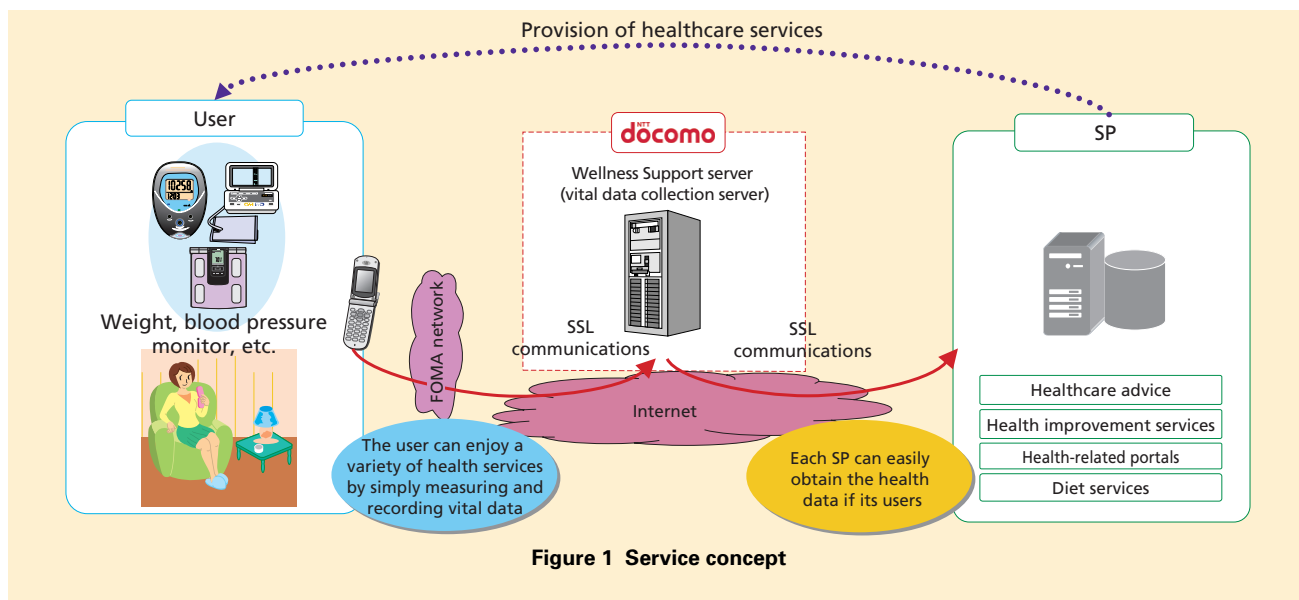 Provision of healthcare services
User
NTT
döcomo
SP
Wellness Support server
(vital data collection server)
10258
Weight, blood pressure
monitor, etc.
FOMA network
SSL
communications
SSL
communications
Internet
Healthcare advice
Health improvement services
Health-related portals
Diet services
The user can enjoy a
variety of health services
by simply measuring and
recording vital data
Each SP can easily
obtain the health
data if its users
Figure 1 Service concept